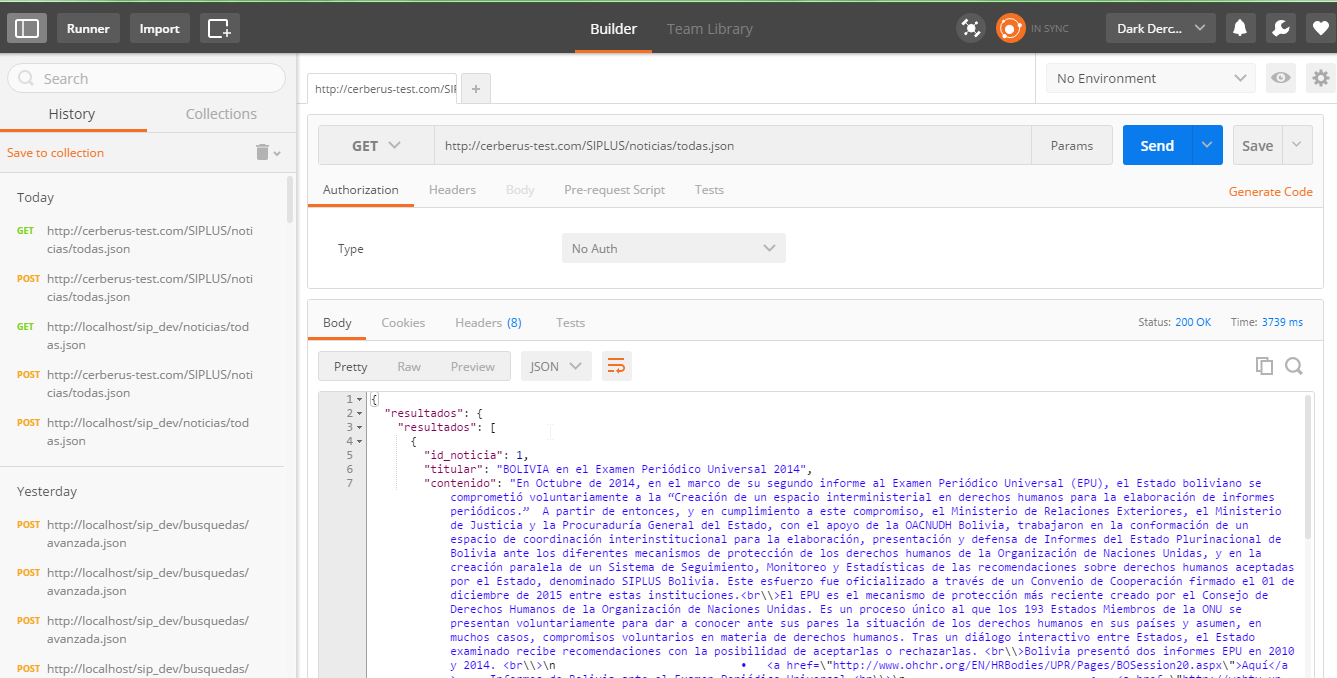 Runner
Import
Builder
Team Library
IN SYNC
Dark Derc...
Search
History
Collections
Save to collection
Today
GET http://cerberus-test.com/SIPLUS/noti
cias/todas.json
POST http://cerberus-test.com/SIPLUS/noti
cias/todas.json
GET http://localhost/sip_dev/noticias/tod
as.json
POST http://cerberus-test.com/SIPLUS/noti
cias/todas.json
POST http://localhost/sip_dev/noticias/tod
as.json
Yesterday
POST http://localhost/sip_dev/busquedas/
avanzada.json
POST http://localhost/sip_dev/busquedas/
avanzada.json
POST http://localhost/sip_dev/busquedas/
avanzada.json
POST http://localhost/sip_dev/busquedas/
http://cerberus-test.com/SIP
+
No Environment
GET
http://cerberus-test.com/SIPLUS/noticias/todas.json
Params
Send
Save
Authorization
Headers
Body
Pre-request Script
Tests
Generate Code
Type
No Auth
Body
Cookies
Headers (8)
Tests
Status: 200 OK
Time: 3739 ms
Pretty
Raw
Preview
JSON
1 {
2 "resultados": {
3 "resultados": [
4 {
5 "id_noticia": 1,
6 "titular": "BOLIVIA en el Examen Periódico Universal 2014",
7 "contenido": "En Octubre de 2014, en el marco de su segundo informe al Examen Periódico Universal (EPU), el Estado boliviano se
comprometió voluntariamente a la “Creación de un espacio interministerial en derechos humanos para la elaboración de informes
periódicos.” A partir de entonces, y en cumplimiento a este compromiso, el Ministerio de Relaciones Exteriores, el Ministerio
de Justicia y la Procuraduría General del Estado, con el apoyo de la OACNUDH Bolivia, trabajaron en la conformación de un
espacio de coordinación interinstitucional para la elaboración, presentación y defensa de Informes del Estado Plurinacional de
Bolivia ante los diferentes mecanismos de protección de los derechos humanos de la Organización de Naciones Unidas, y en la
creación paralela de un Sistema de Seguimiento, Monitoreo y Estadísticas de las recomendaciones sobre derechos humanos aceptadas
por el Estado, denominado SIPLUS Bolivia. Este esfuerzo fue oficializado a través de un Convenio de Cooperación firmado el 01 de
diciembre de 2015 entre estas instituciones.<br\\>El EPU es el mecanismo de protección más reciente creado por el Consejo de
Derechos Humanos de la Organización de Naciones Unidas. Es un proceso único al que los 193 Estados Miembros de la ONU se
presentan voluntariamente para dar a conocer ante sus pares la situación de los derechos humanos en sus países y asumen, en
muchos casos, compromisos voluntarios en materia de derechos humanos. Tras un diálogo interactivo entre Estados, el Estado
examinado recibe recomendaciones con la posibilidad de aceptarlas o rechazarlas. <br\\>Bolivia presentó dos informes EPU en 2010
y 2014. <br\\>\n • <a href=\"http://www.ohchr.org/EN/HRBodies/UPR/Pages/BOSession20.aspx\">Aquí</a